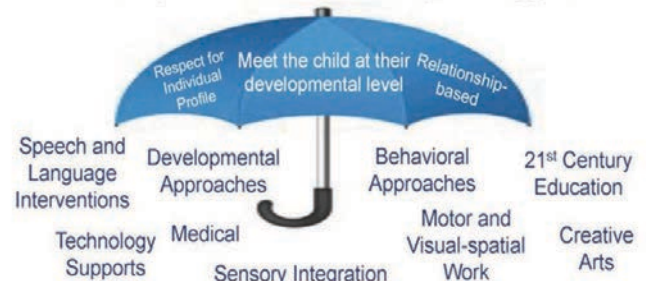 Respect for
Individual
Profile
Meet the child at their
developmental level
Relationship-
based
Speech and
Language
Interventions
Developmental
Approaches
Behavioral
Approaches
21st Century
Education
Technology
Supports
Medical
Sensory Integration
Motor and
Visual-spatial
Work
Creative
Arts